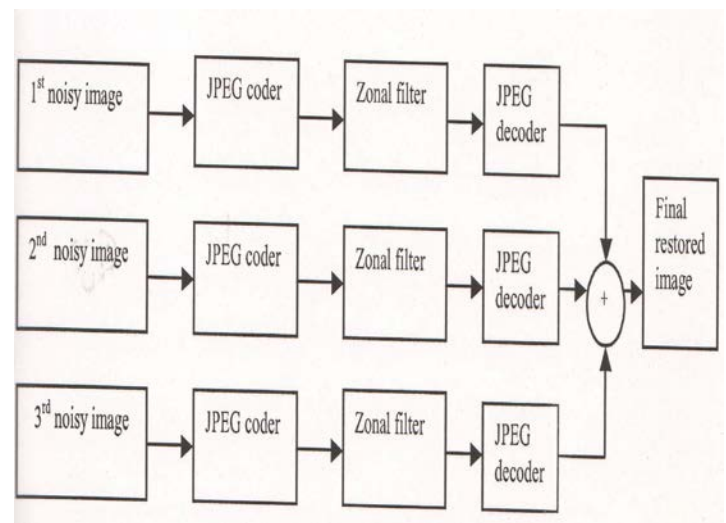 1st noisy image
JPEG coder
Zonal filter
JPEG
decoder
2nd noisy image
JPEG coder
Zonal filter
JPEG
decoder
+
Final
restored
image
3rd noisy image
JPEG coder
Zonal filter
JPEG
decoder